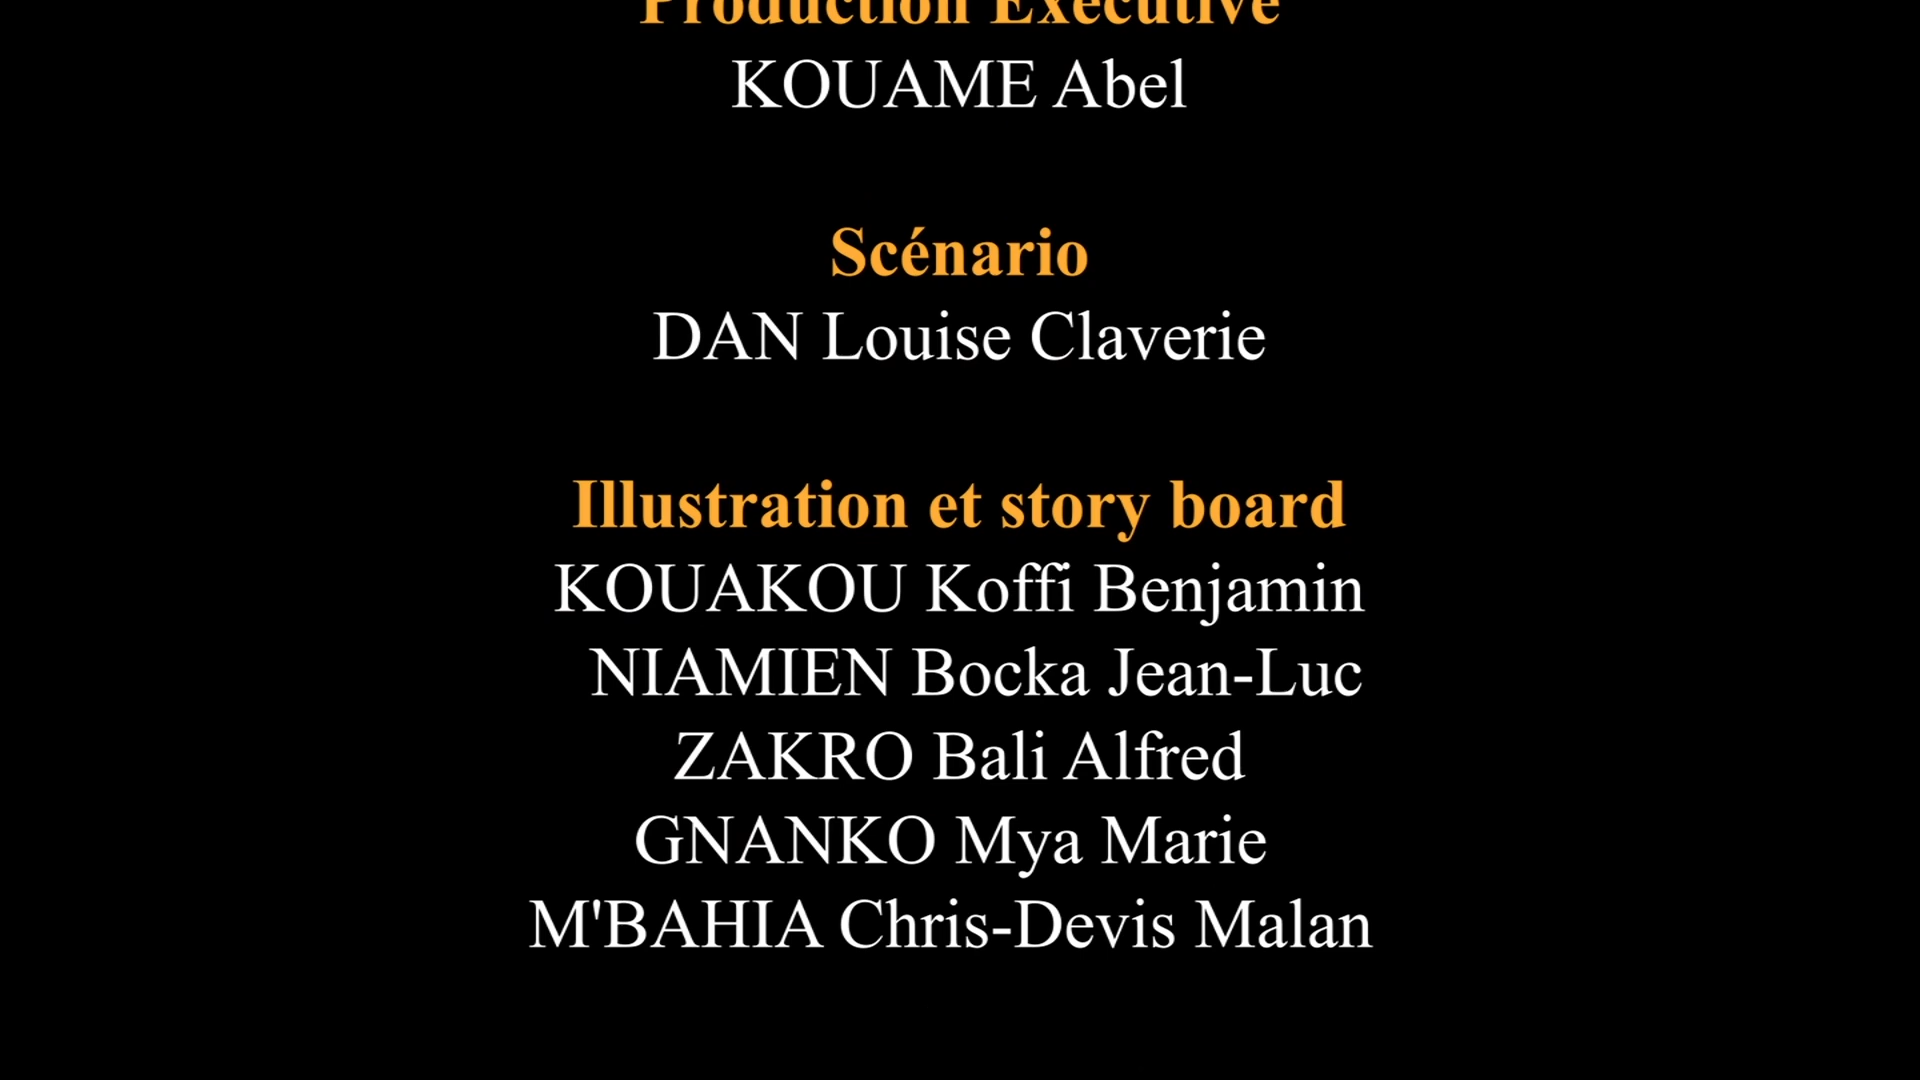 Production Executive
KOUAME Abel
Scénario
DAN Louise Claverie
Illustration et story board
KOUAKOU Koffi Benjamin
NIAMIEN Bocka Jean-Luc
ZAKRO Bali Alfred
GNANKO Mya Marie
M'BAHIA Chris-Devis Malan